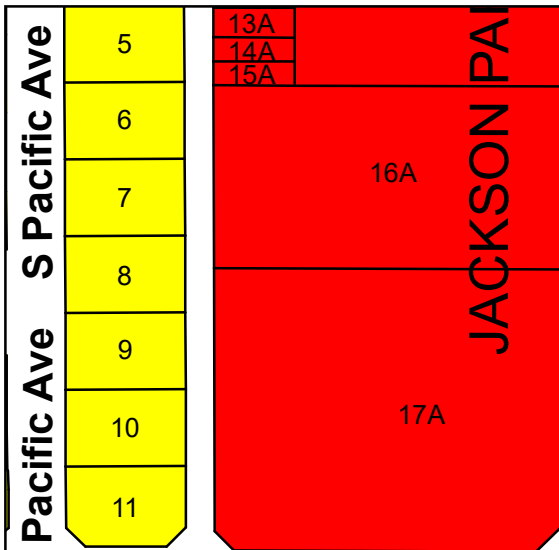 S Pacific Ave
Pacific Ave
5
6
7
8
9
10
11
13A
14A
15A
16A
17A
JACKSON PA